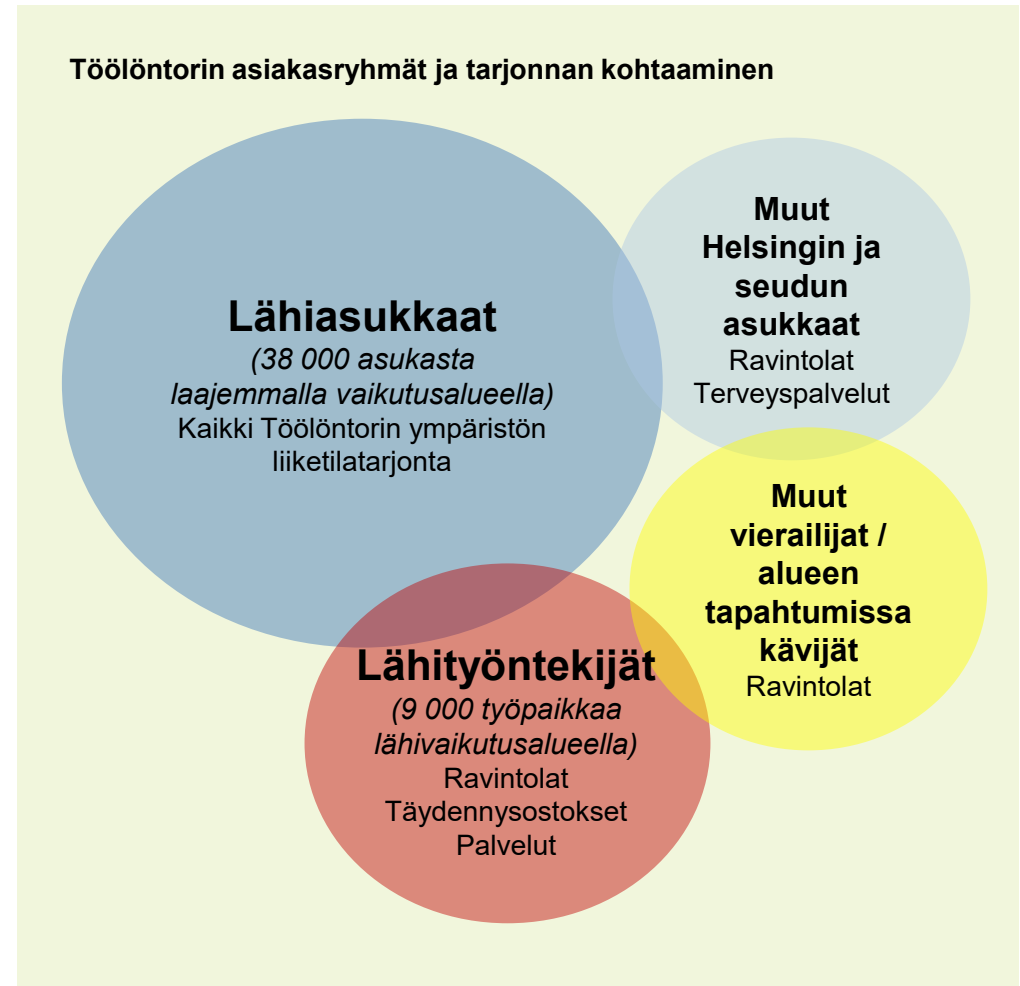 Töölöntorin asiakasryhmät ja tarjonnan kohtaaminen
Lähiasukkaat
(38 000 asukasta
laajemmalla vaikutusalueella)
Kaikki Töölöntorin ympäristön
liiketilatarjonta
Muut
Helsingin ja
seudun
asukkaat
Ravintolat
Terveyspalvelut
Muut
vierailijat /
alueen
tapahtumissa
kävijät
Ravintolat
Lähityöntekijät
(9 000 työpaikkaa
lähivaikutusalueella)
Ravintolat
Täydennysostokset
Palvelut